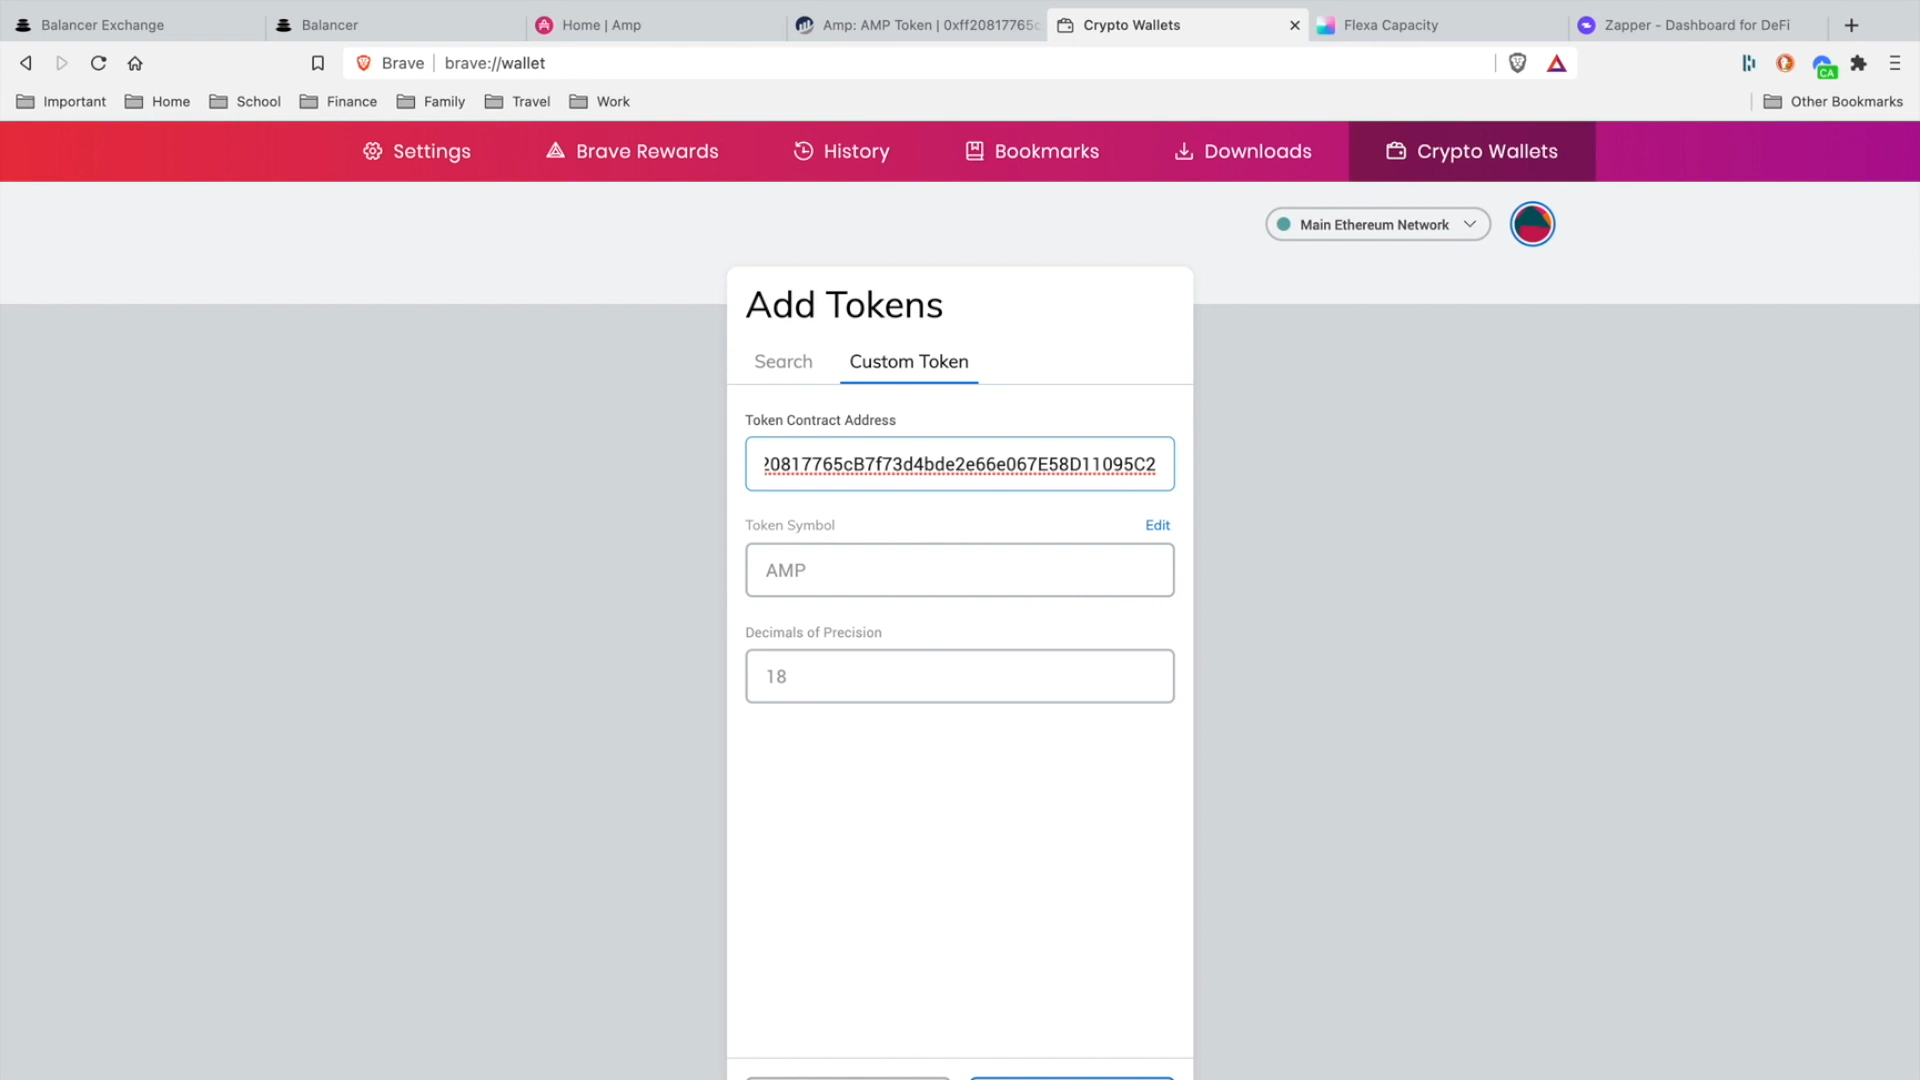 Balancer Exchange
Balancer
Home | Amp
Amp: AMP Token | 0xff20817765c
Crypto Wallets
Flexa Capacity
Zapper - Dashboard for DeFi
Brave
brave://wallet
CA
Important
Home
School
Finance
Family
Travel
Work
Other Bookmarks
Settings
Brave Rewards
History
Bookmarks
Downloads
Crypto Wallets
Main Ethereum Network
Add Tokens
Search
Custom Token
Token Contract Address
20817765cB7f73d4bde2e66e067E58D11095C2
Token Symbol
Edit
AMP
Decimals of Precision
18